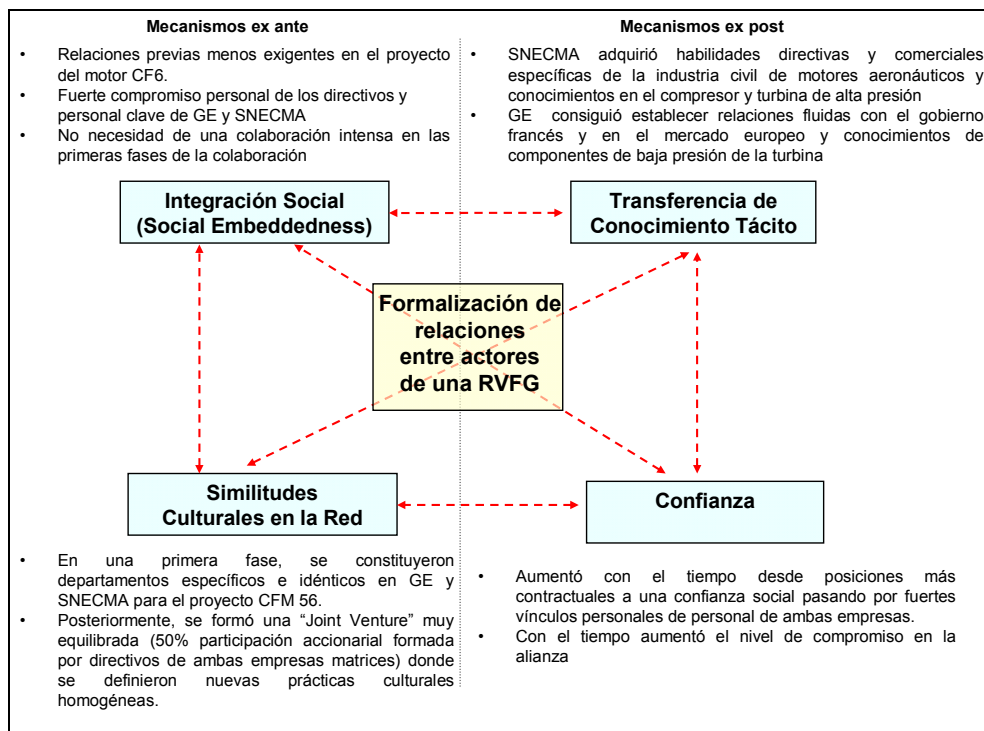 Mecanismos ex ante
• Relaciones previas menos exigentes en el proyecto
del motor CF6.
• Fuerte compromiso personal de los directivos y
personal clave de GE y SNECMA
• No necesidad de una colaboración intensa en las
primeras fases de la colaboración
Mecanismos ex post
• SNECMA adquirió habilidades directivas y comerciales
específicas de la industria civil de motores aeronáuticos y
conocimientos en el compresor y turbina de alta presión
• GE consiguió establecer relaciones fluidas con el gobierno
francés y en el mercado europeo y conocimientos de
componentes de baja presión de la turbina
Integración Social
(Social Embeddedness)
Transferencia de
Conocimiento Tácito
Formalización de
relaciones
entre actores
de una RVFG
Similitudes
Culturales en la Red
Confianza
• En una primera fase, se constituyeron
departamentos específicos e idénticos en GE y
SNECMA para el proyecto CFM 56.
• Posteriormente, se formó una “Joint Venture” muy
equilibrada (50% participación accionarial formada
por directivos de ambas empresas matrices) donde
se definieron nuevas prácticas culturales
homogéneas.
• Aumentó con el tiempo desde posiciones más
contractuales a una confianza social pasando por fuertes
vínculos personales de personal de ambas empresas.
• Con el tiempo aumentó el nivel de compromiso en la
alianza